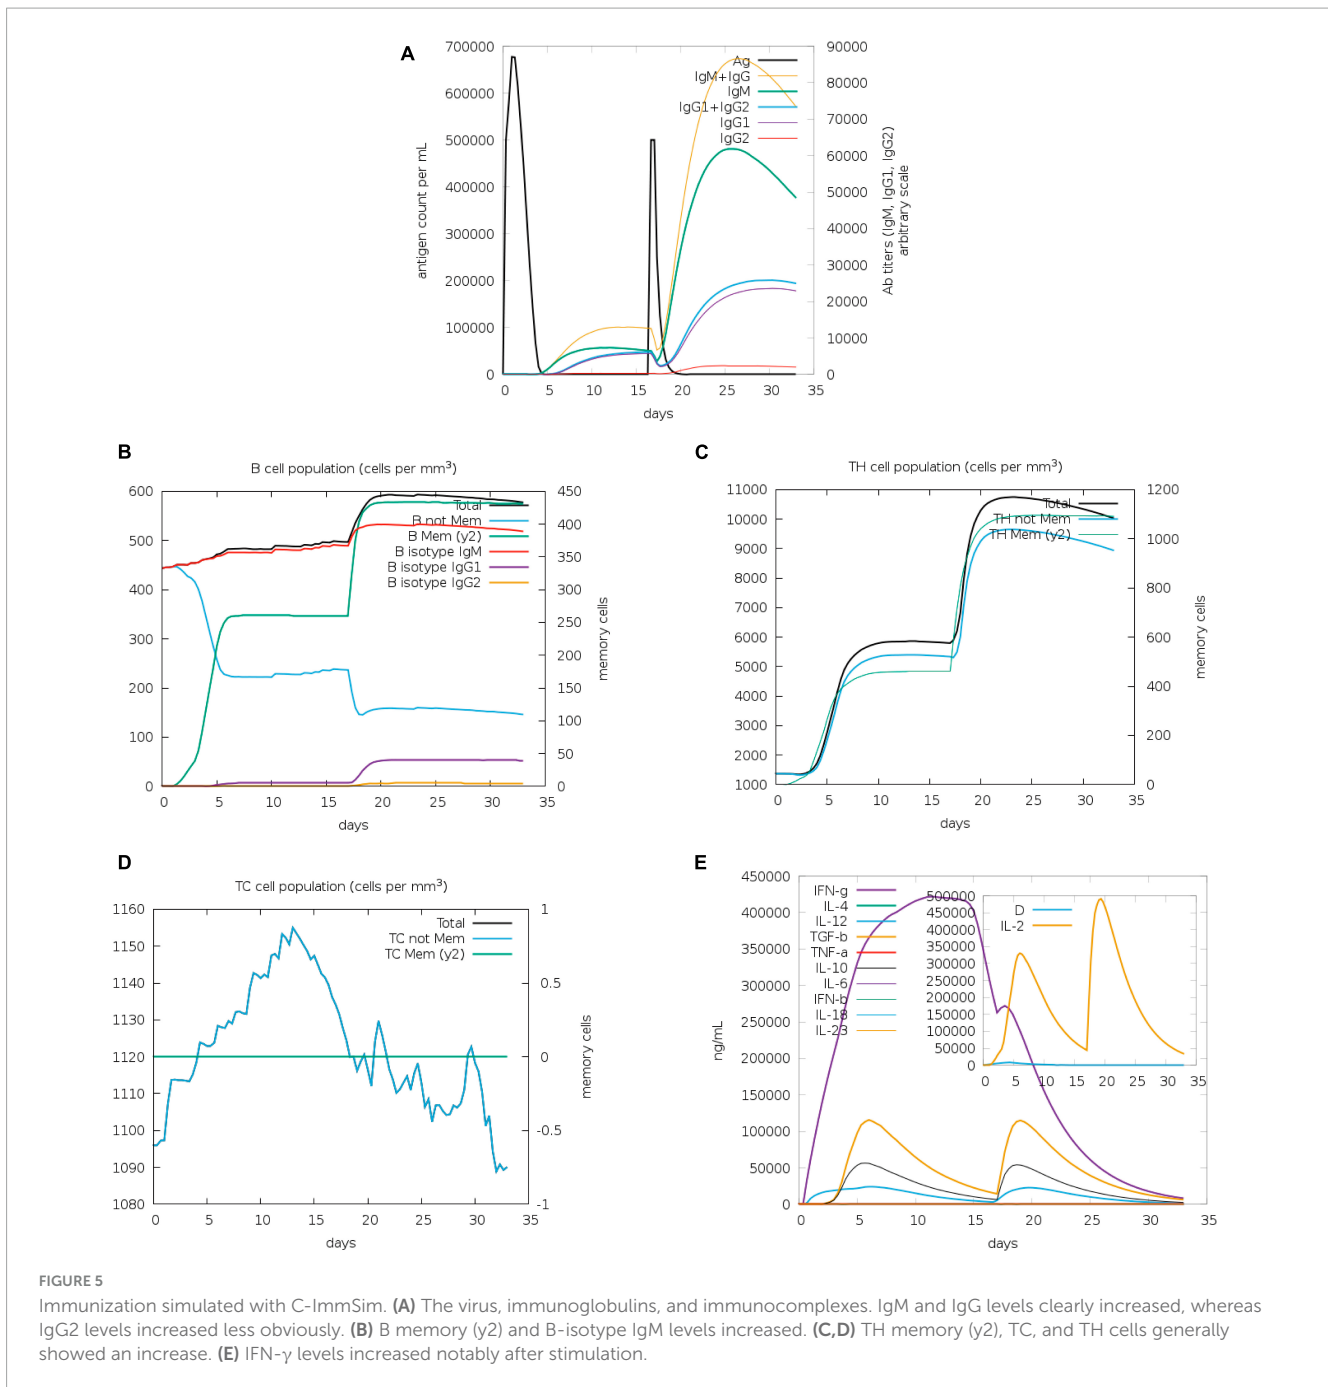 A
700000
600000
500000
400000
300000
200000
100000
0
antigen count per mL
90000
80000
70000
60000
50000
40000
30000
20000
10000
0
Ab titers (IgM, IgG1, IgG2)
arbitrary scale
Ag
IgM+IgG
IgM
IgG1+IgG2
IgG1
IgG2
0 5 10 15 20 25 30 35
days
B
B cell population (cells per mm³)
600
500
400
300
200
100
0
450
400
350
300
250
200
150
100
50
0
memory cells
Total
B not Mem
B Mem (y2)
B isotype IgM
B isotype IgG1
B isotype IgG2
0 5 10 15 20 25 30 35
days
C
TH cell population (cells per mm³)
11000
10000
9000
8000
7000
6000
5000
4000
3000
2000
1000
1200
1000
800
600
400
200
0
memory cells
Total
TH not Mem
TH Mem (y2)
0 5 10 15 20 25 30 35
days
D
TC cell population (cells per mm³)
1160
1150
1140
1130
1120
1110
1100
1090
1080
1
0.5
0
-0.5
-1
memory cells
Total
TC not Mem
TC Mem (y2)
0 5 10 15 20 25 30 35
days
E
450000
400000
350000
300000
250000
200000
150000
100000
50000
0
ng/mL
IFN-g
IL-4
IL-12
TGF-b
TNF-a
IL-10
IL-6
IFN-b
IL-18
IL-23
500000
450000
400000
350000
300000
250000
200000
150000
100000
50000
0
D
IL-2
0 5 10 15 20 25 30 35
0 5 10 15 20 25 30 35
days
FIGURE 5
Immunization simulated with C-ImmSim. (A) The virus, immunoglobulins, and immunocomplexes. IgM and IgG levels clearly increased, whereas
IgG2 levels increased less obviously. (B) B memory (y2) and B-isotype IgM levels increased. (C,D) TH memory (y2), TC, and TH cells generally
showed an increase. (E) IFN-γ levels increased notably after stimulation.